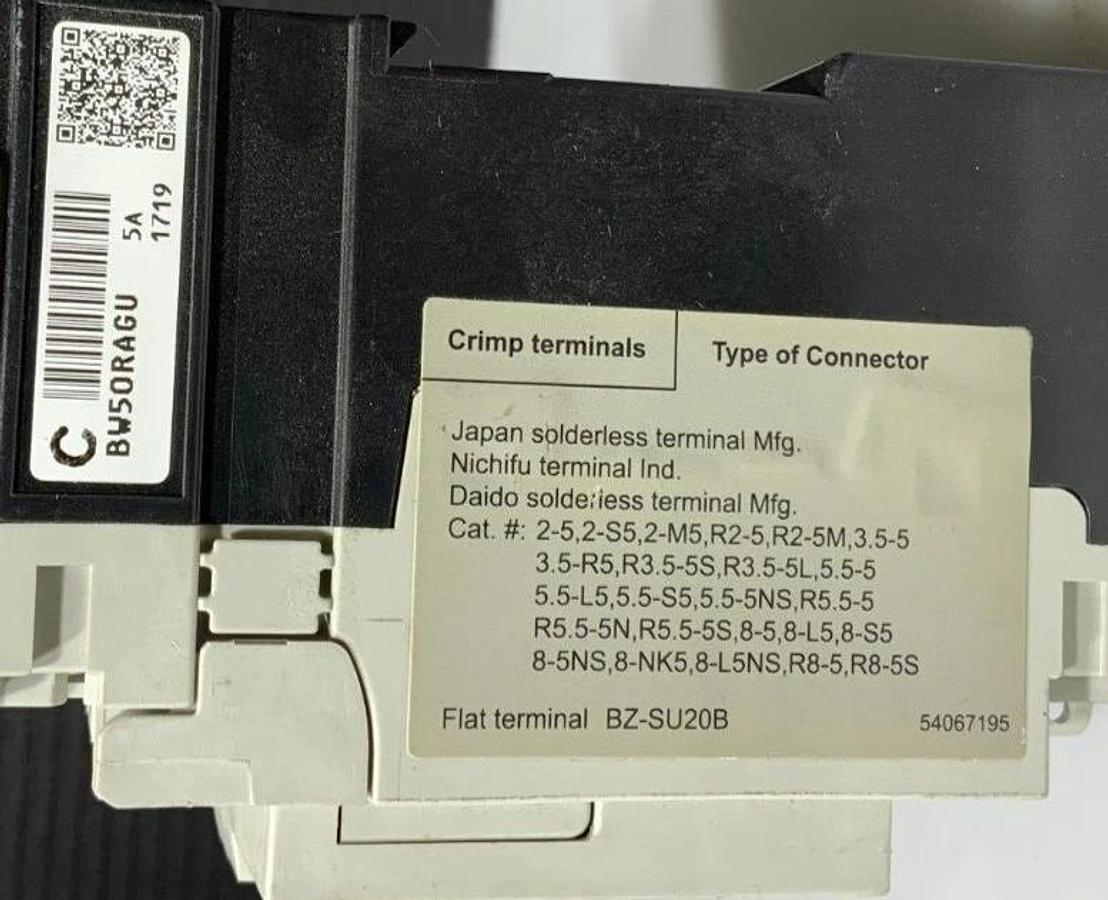 C
BW50RAGU
5A
1719
Crimp terminals
Type of Connector
Japan solderless terminal Mfg.
Nichifu terminal Ind.
Daido solderless terminal Mfg.
Cat. #: 2-5,2-S5,2-M5,R2-5,R2-5M,3.5-5
3.5-R5,R3.5-5S,R3.5-5L,5.5-5
5.5-L5,5.5-S5,5.5-5NS,R5.5-5
R5.5-5N,R5.5-5S,8-5,8-L5,8-S5
8-5NS,8-NK5,8-L5NS,R8-5,R8-5S
Flat terminal BZ-SU20B
54067195